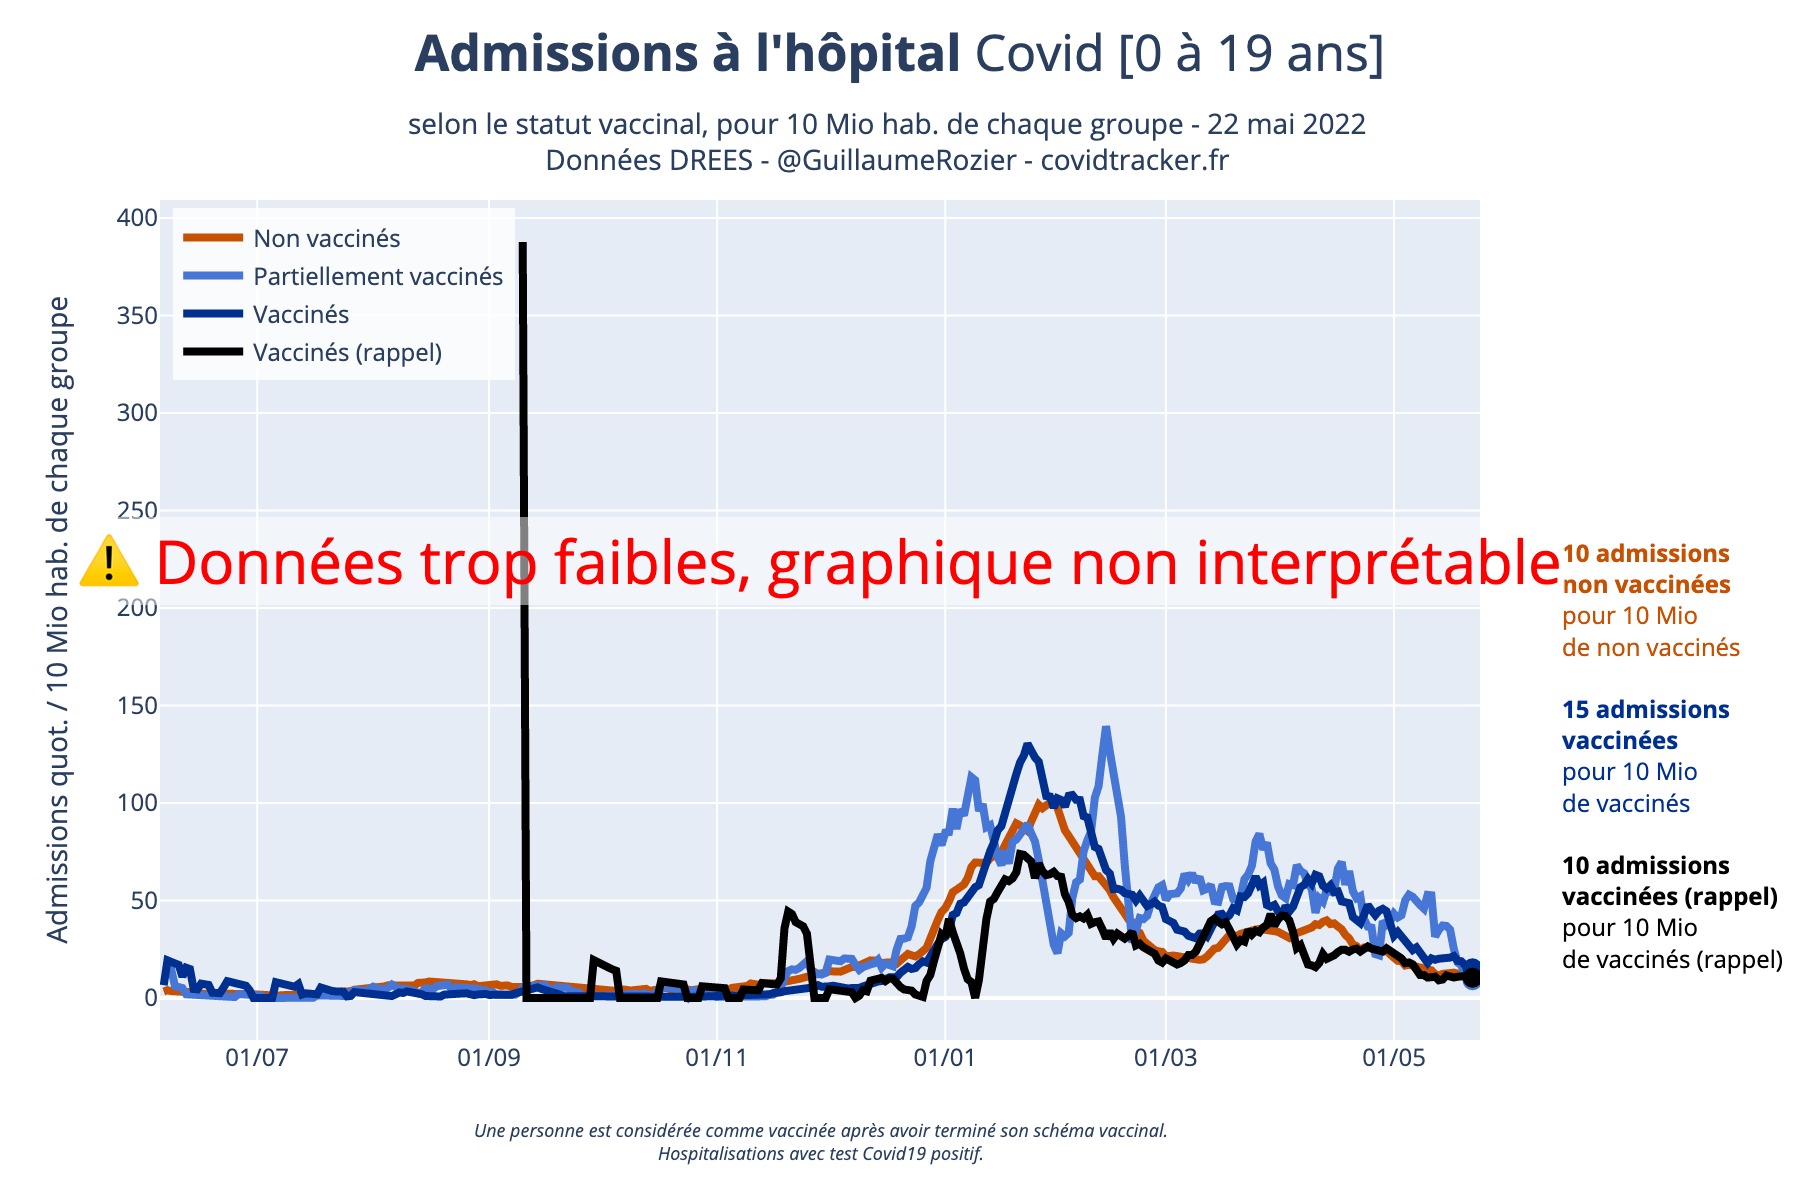 Admissions à l'hôpital Covid [0 à 19 ans]
selon le statut vaccinal, pour 10 Mio hab. de chaque groupe - 22 mai 2022
Données DREES - @GuillaumeRozier - covidtracker.fr
Admissions quot. / 10 Mio hab. de chaque groupe
400
350
300
250
200
150
100
50
0
Non vaccinés
Partiellement vaccinés
Vaccinés
Vaccinés (rappel)
Données trop faibles, graphique non interprétable
10 admissions
non vaccinées
pour 10 Mio
de non vaccinés
15 admissions
vaccinées
pour 10 Mio
de vaccinés
10 admissions
vaccinées (rappel)
pour 10 Mio
de vaccinés (rappel)
01/07
01/09
01/11
01/01
01/03
01/05
Une personne est considérée comme vaccinée après avoir terminé son schéma vaccinal.
Hospitalisations avec test Covid19 positif.